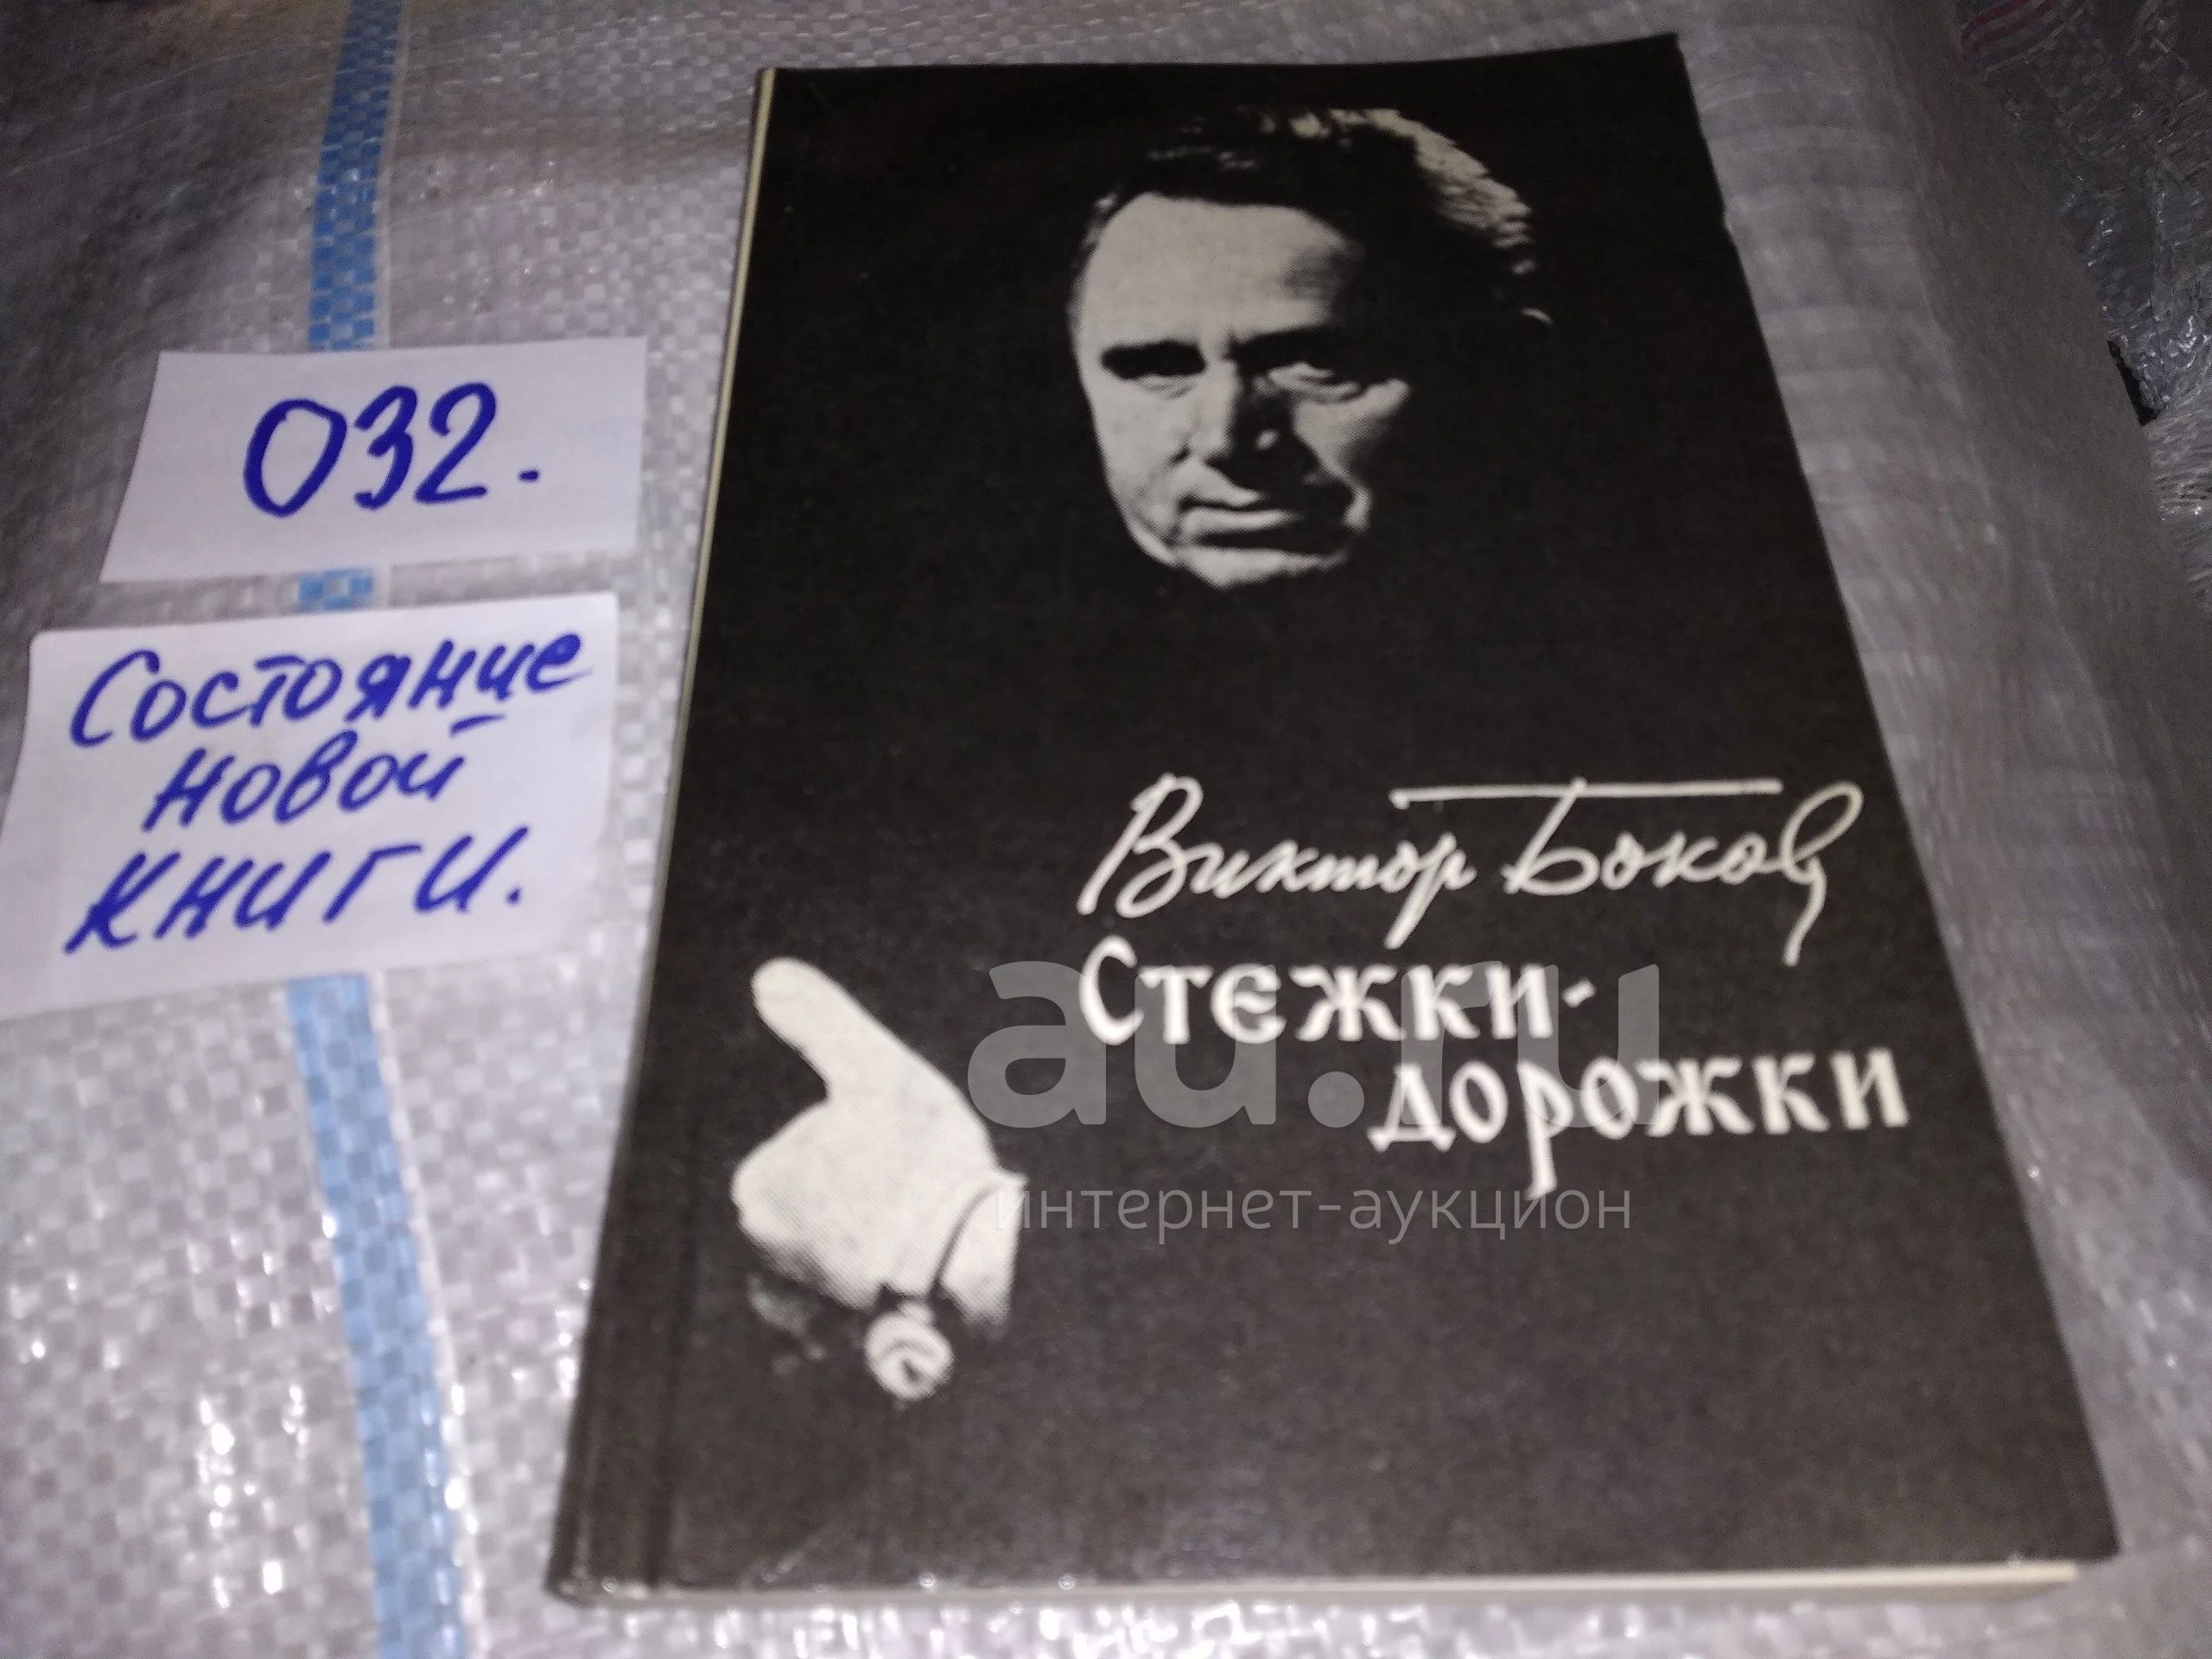 032.
Состояние
новой
книги.
Виктор Боков
Стежки-
дорожки
au.ru
интернет-аукцион